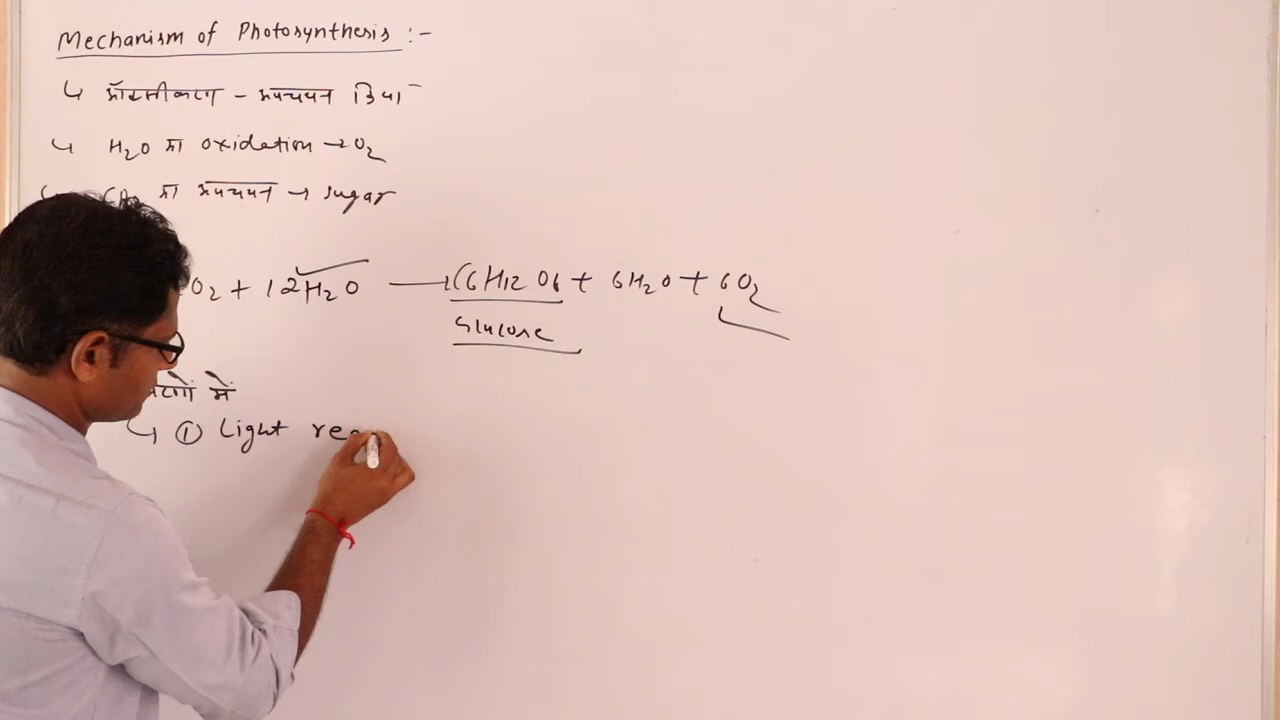 Mechanism of Photosynthesis :-
↳ ऑक्सीकरण - अपचयन क्रिया
↳ H₂O का oxidation → O₂
का अपचयन → sugar
O₂ + 12H₂O ⟶ C6H12O6 + 6H₂O + 6O₂
Glucose
में
↳ ① Light rea